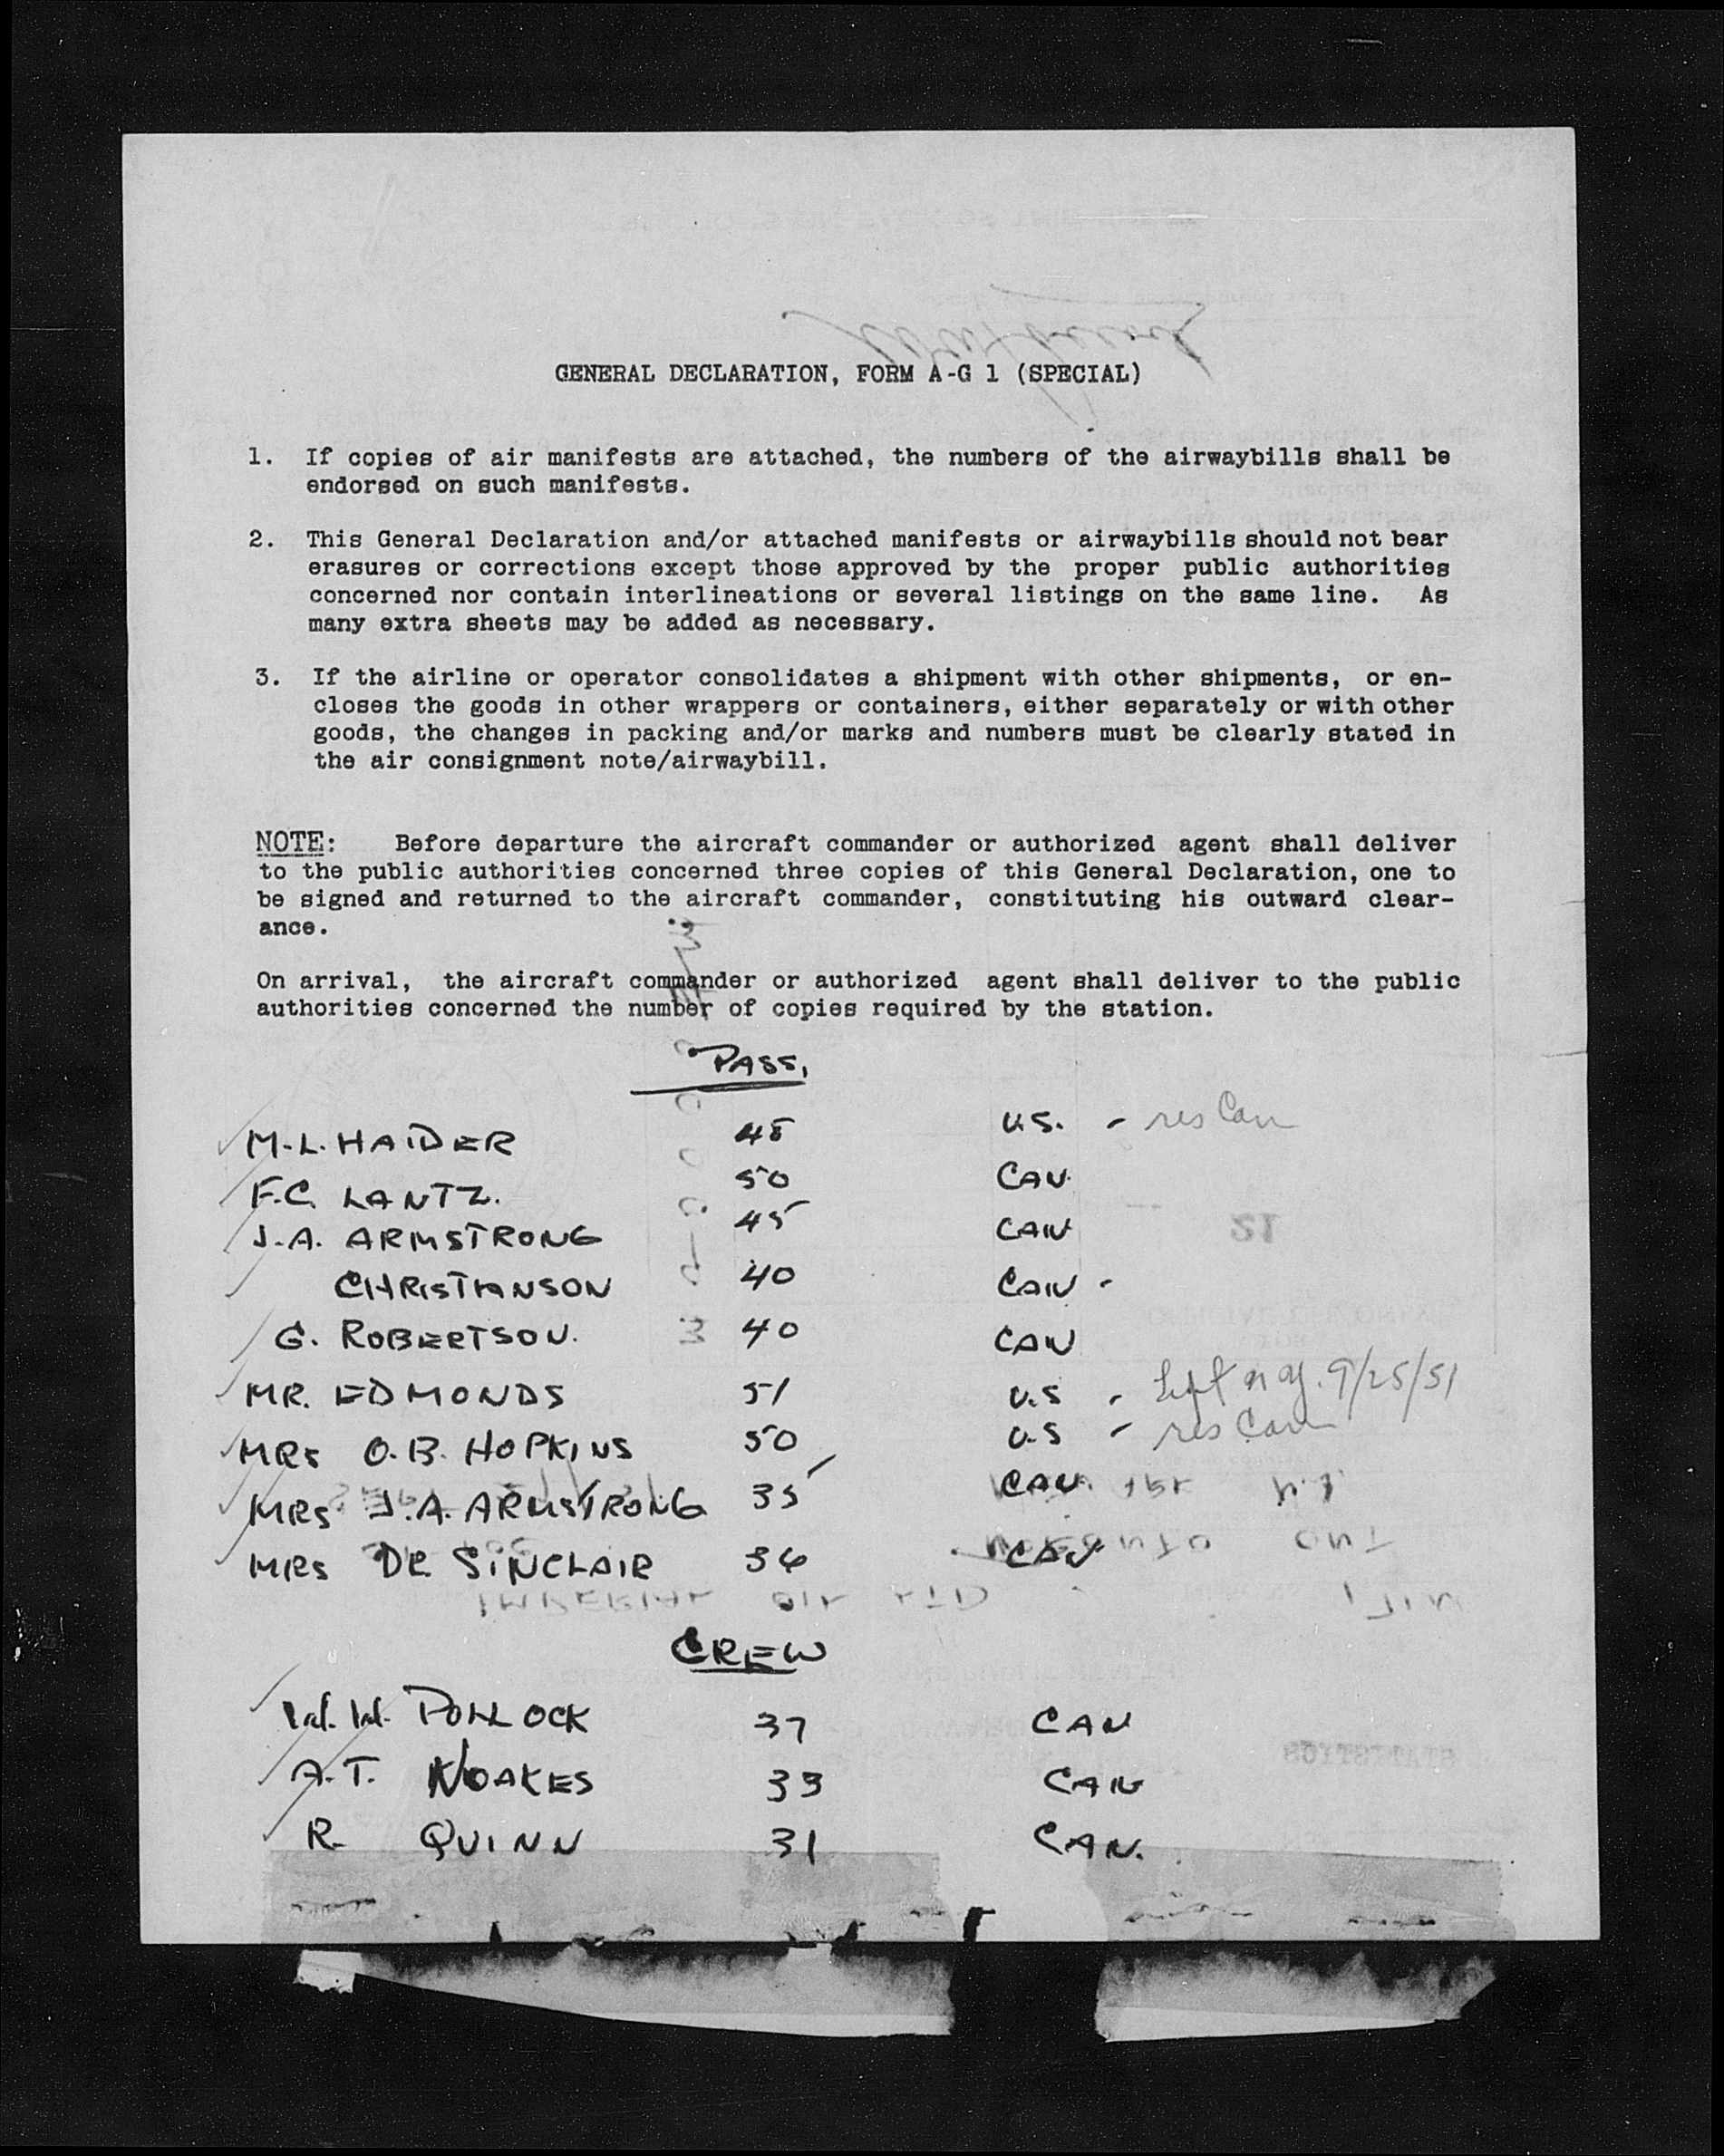 GENERAL DECLARATION, FORM A-G 1 (SPECIAL)
1. If copies of air manifests are attached, the numbers of the airwaybills shall be
endorsed on such manifests.
2. This General Declaration and/or attached manifests or airwaybills should not bear
erasures or corrections except those approved by the proper public authorities
concerned nor contain interlineations or several listings on the same line. As
many extra sheets may be added as necessary.
3. If the airline or operator consolidates a shipment with other shipments, or en-
closes the goods in other wrappers or containers, either separately or with other
goods, the changes in packing and/or marks and numbers must be clearly stated in
the air consignment note/airwaybill.
NOTE: Before departure the aircraft commander or authorized agent shall deliver
to the public authorities concerned three copies of this General Declaration, one to
be signed and returned to the aircraft commander, constituting his outward clear-
ance.
On arrival, the aircraft commander or authorized agent shall deliver to the public
authorities concerned the number of copies required by the station.
PASS.
M.L. HAIDER 48 U.S. - res Can
F.C. LANTZ. 50 CAN.
J.A. ARMSTRONG 45 CAN
CHRISTIANSON 40 CAN -
G. ROBERTSON. 40 CAN
MR. EDMONDS 51 U.S - 9/25/51
MRS O.B. HOPKINS 50 U.S - res Can
MRS. J.A. ARMSTRONG 35 CAN
MRS DR. SINCLAIR 36 CAN
CREW
W.W. POLLOCK 37 CAN
A.T. NOAKES 33 CAN
R. QUINN 31 CAN.